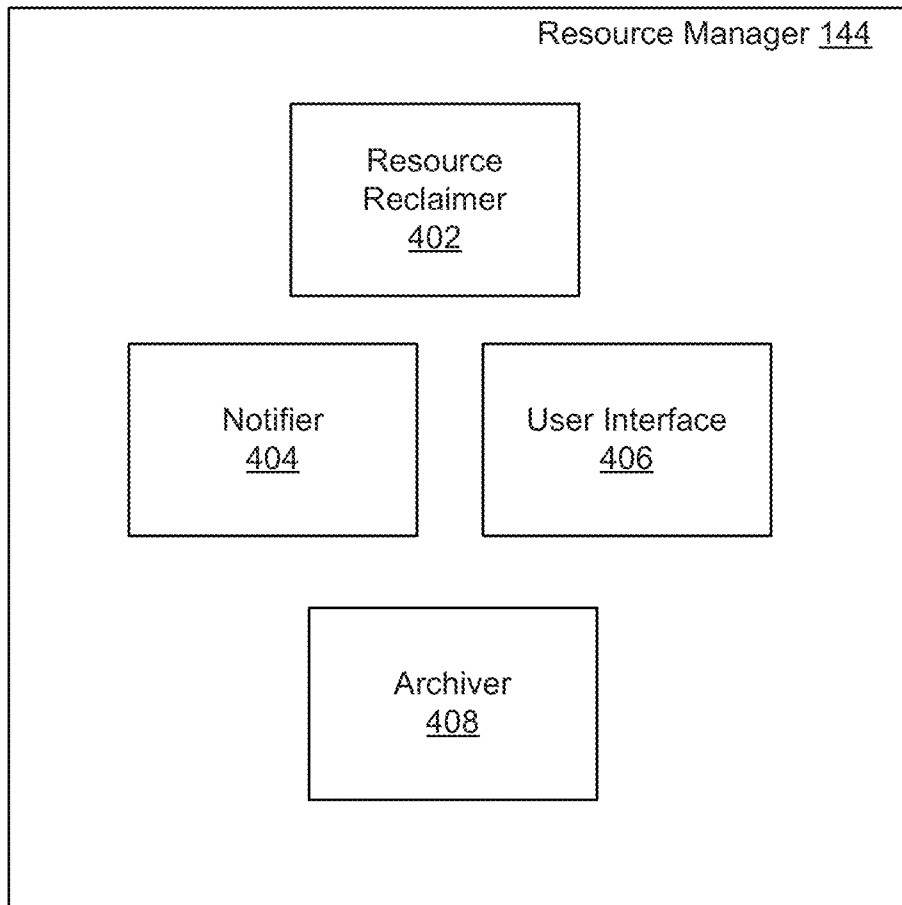 Resource Manager 144
Resource
Reclaimer
402
Notifier
404
User Interface
406
Archiver
408